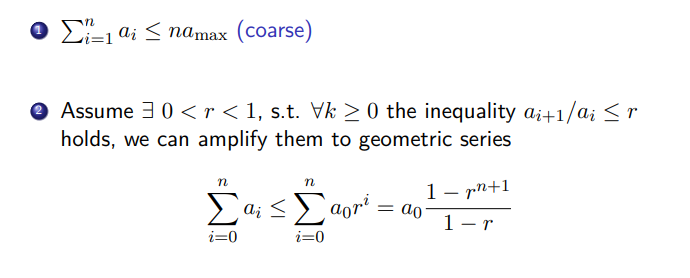 1 $\sum_{i=1}^{n} a_i \leq n a_{\max}$ (coarse)
2 Assume $\exists\ 0 < r < 1$, s.t. $\forall k \geq 0$ the inequality $a_{i+1}/a_i \leq r$
holds, we can amplify them to geometric series
$\sum_{i=0}^{n} a_i \leq \sum_{i=0}^{n} a_0 r^i = a_0 \frac{1 - r^{n+1}}{1 - r}$